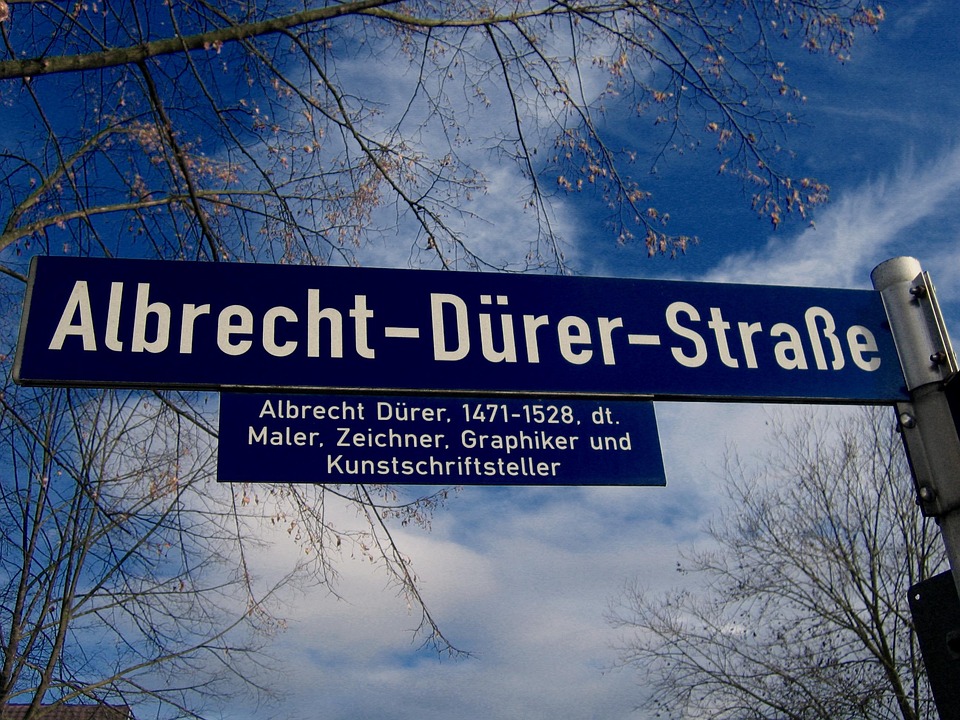 Albrecht-Dürer-Straße
Albrecht Dürer, 1471-1528, dt.
Maler, Zeichner, Graphiker und
Kunstschriftsteller